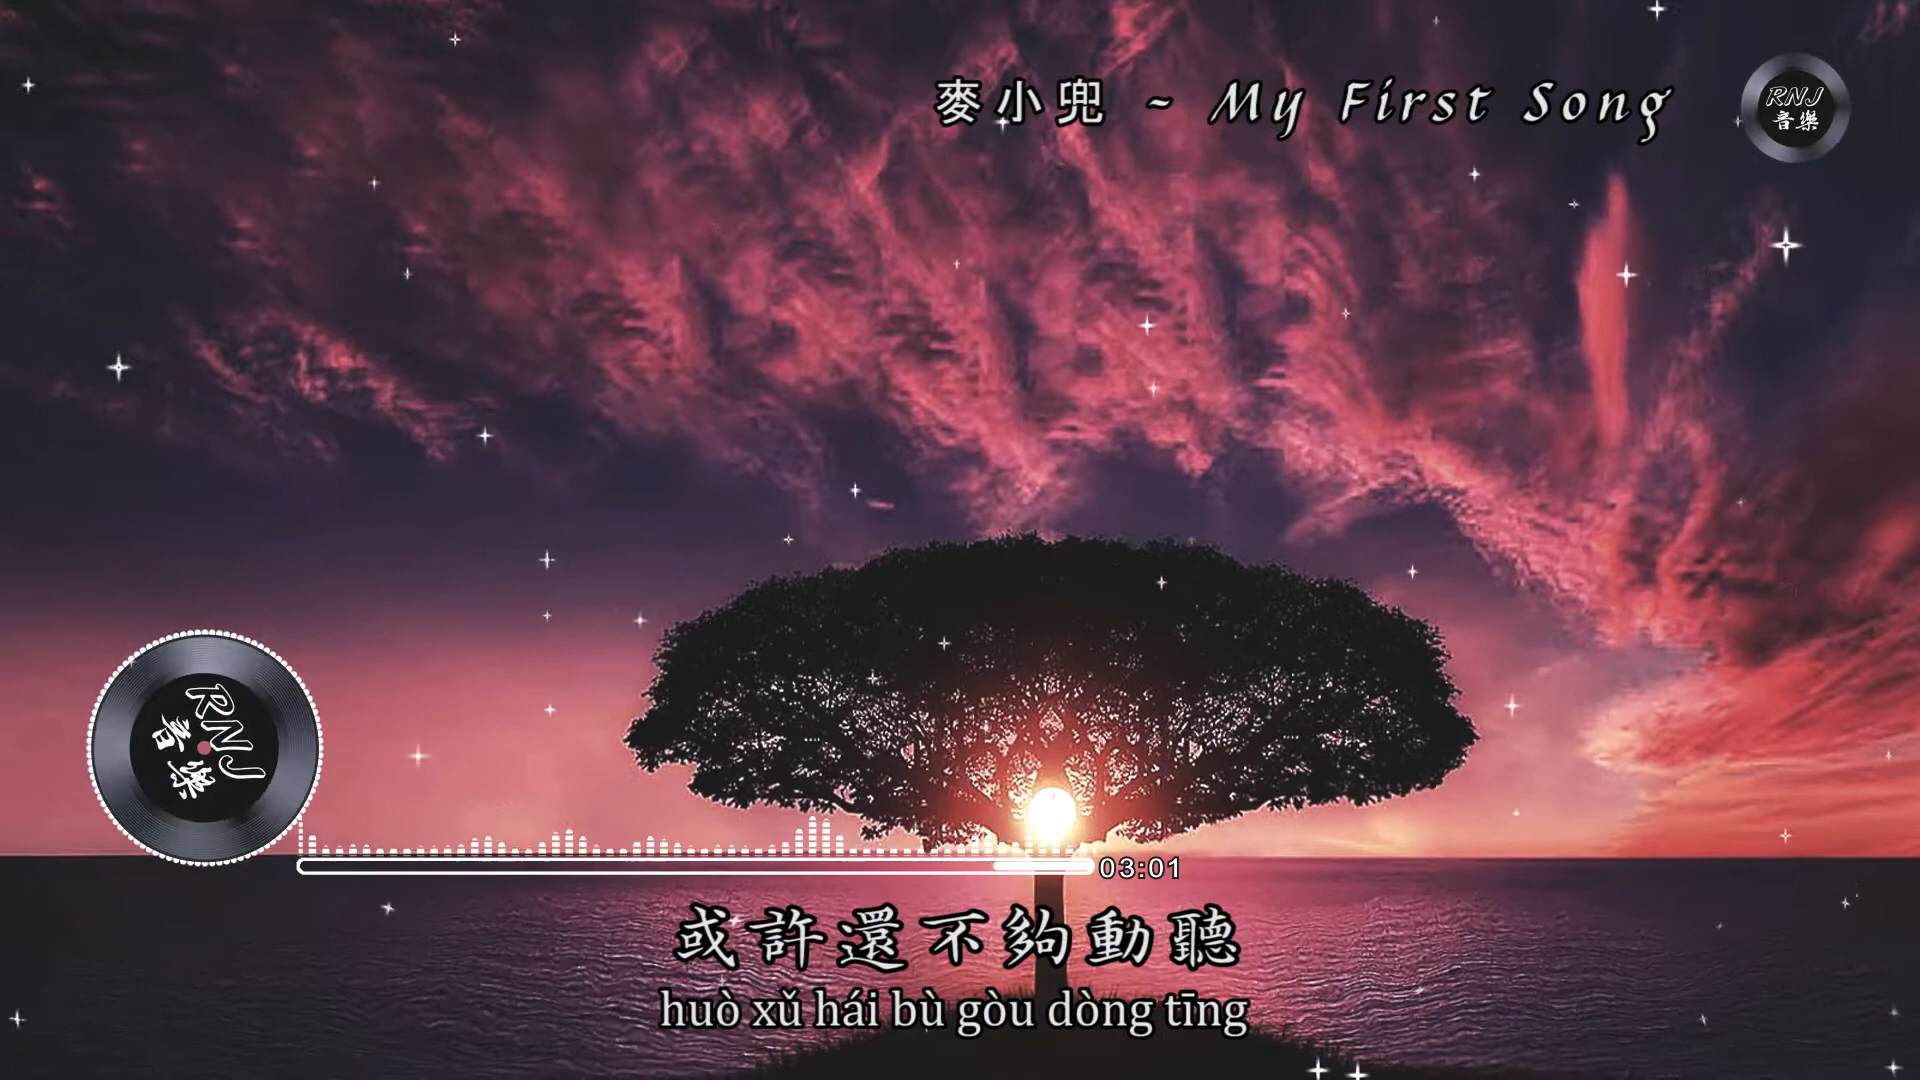 麥小兜 ~ My First Song
RNJ
音樂
RNJ
音樂
03:01
或許還不夠動聽
huò xǔ hái bù gòu dòng tīng